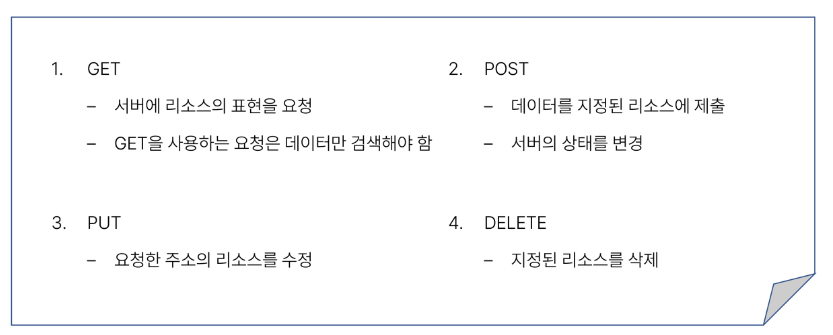 1. GET
– 서버에 리소스의 표현을 요청
– GET을 사용하는 요청은 데이터만 검색해야 함
2. POST
– 데이터를 지정된 리소스에 제출
– 서버의 상태를 변경
3. PUT
– 요청한 주소의 리소스를 수정
4. DELETE
– 지정된 리소스를 삭제